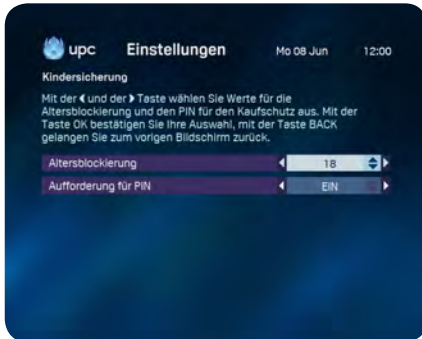 upc Einstellungen Mo 08 Jun 12:00
Kindersicherung
Mit der ◀ und der ▶ Taste wählen Sie Werte für die
Altersblockierung und den PIN für den Kaufschutz aus. Mit der
Taste OK bestätigen Sie Ihre Auswahl, mit der Taste BACK
gelangen Sie zum vorigen Bildschirm zurück.
Altersblockierung 18
Aufforderung für PIN EIN